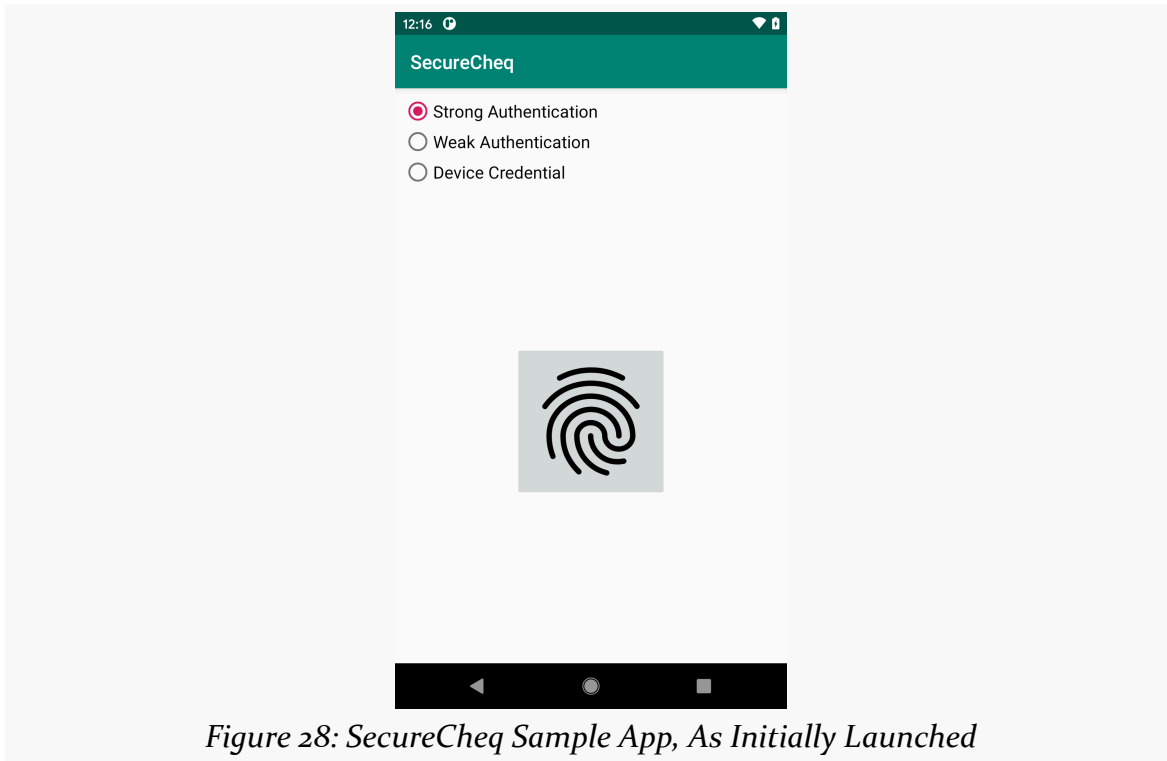 12:16
SecureCheq
Strong Authentication
Weak Authentication
Device Credential
Figure 28: SecureCheq Sample App, As Initially Launched